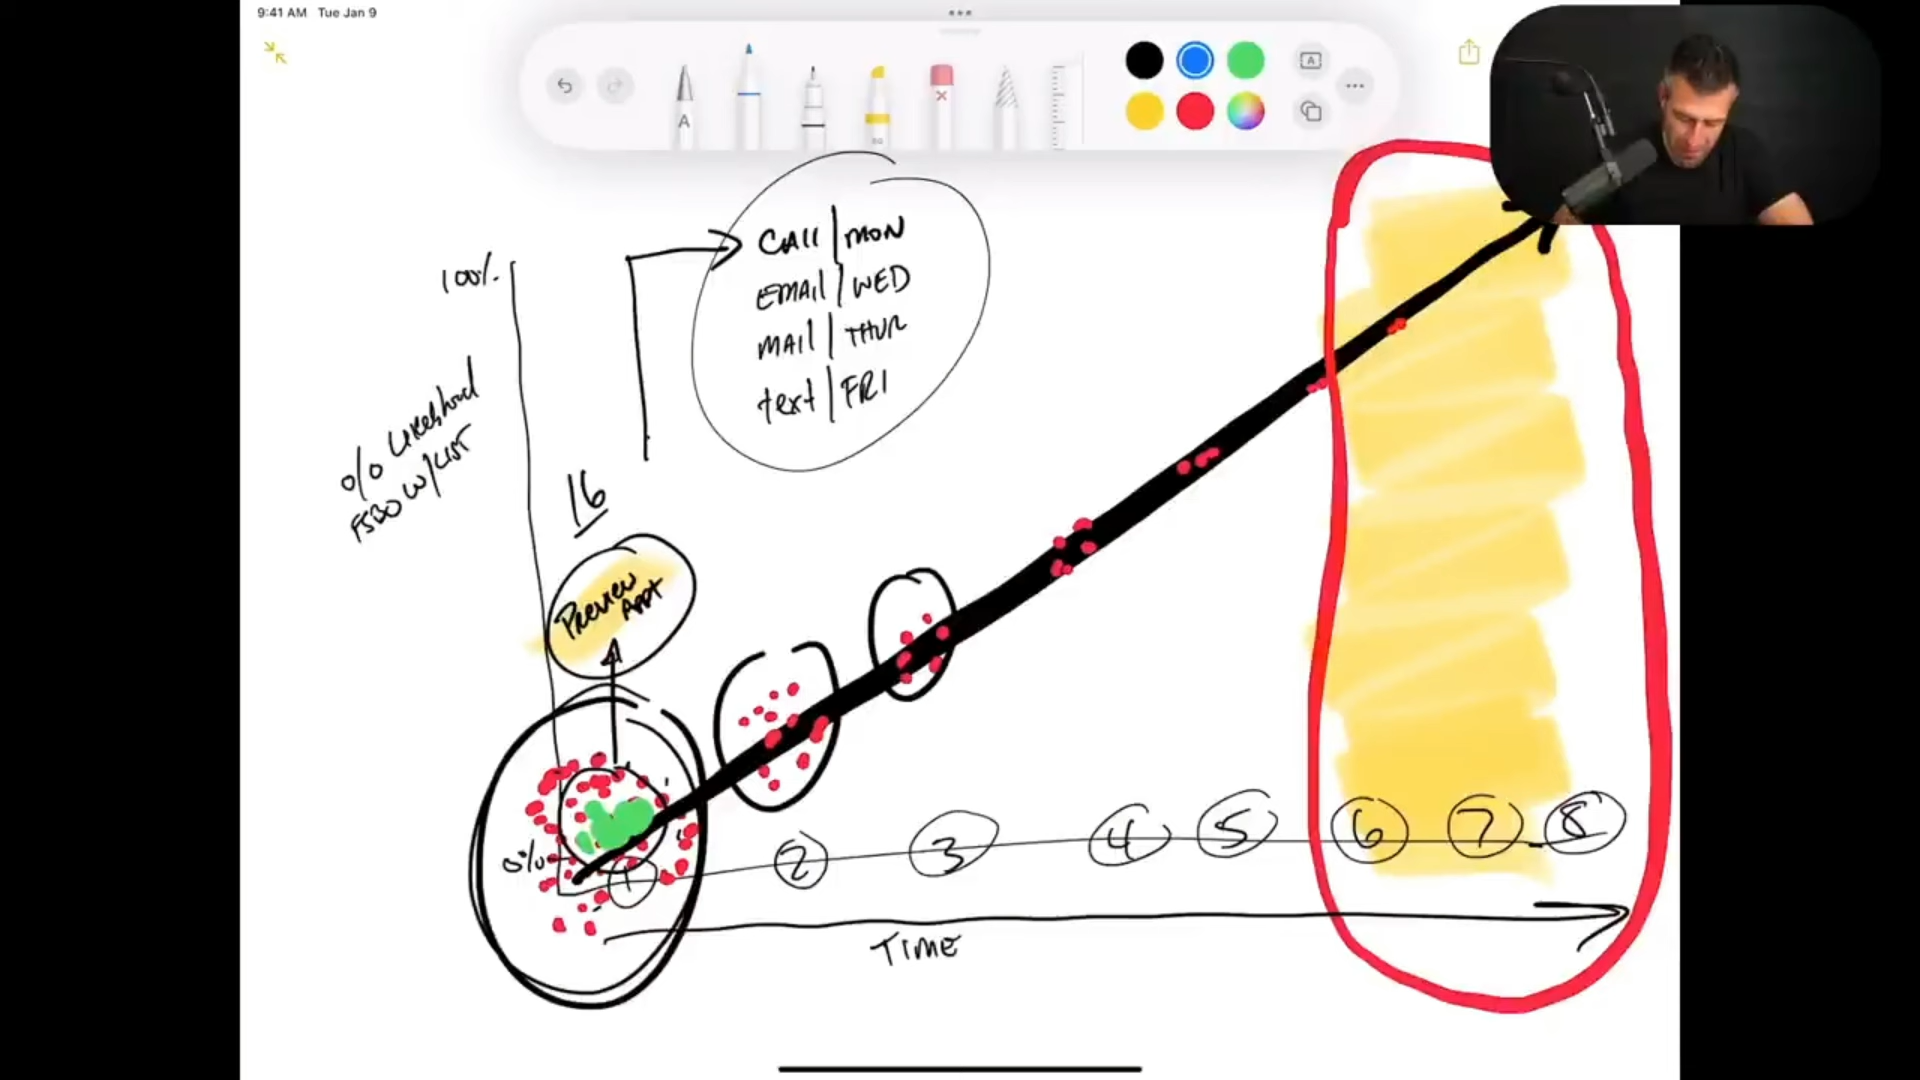 9:41 AM Tue Jan 9
A
80
A
100%
CALL | MON
EMAIL | WED
MAIL | THUR
text | FRI
% Likelihood
FSBO W/LIST
16
Preview
APPT
0%
1
2
3
4
5
6
7
8
TIME